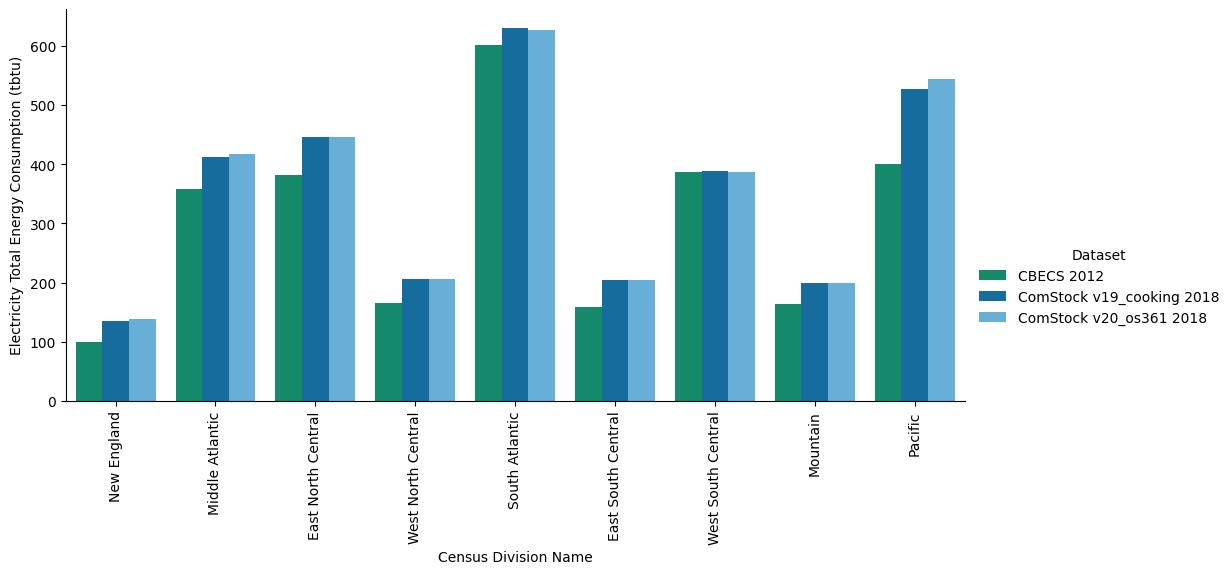 Electricity Total Energy Consumption (tbtu)
600
500
400
300
200
100
0
New England
Middle Atlantic
East North Central
West North Central
South Atlantic
East South Central
West South Central
Mountain
Pacific
Census Division Name
Dataset
CBECS 2012
ComStock v19_cooking 2018
ComStock v20_os361 2018